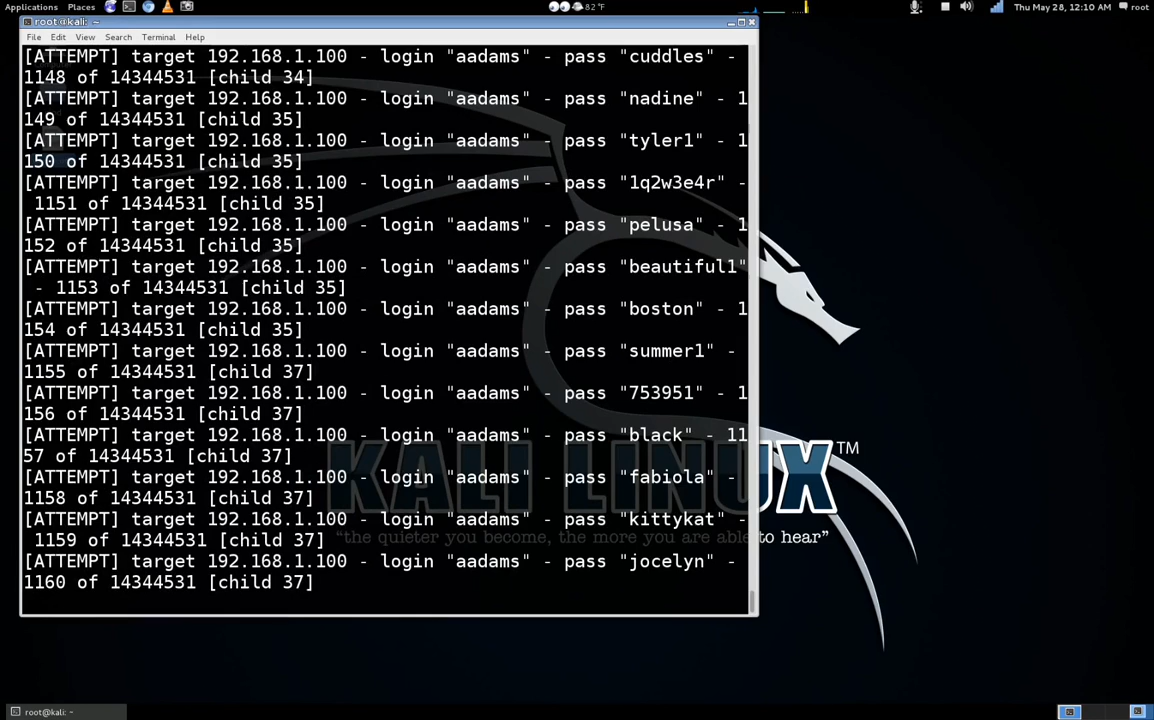 Applications Places 82 °F Thu May 28, 12:10 AM root
root@kali: ~
File Edit View Search Terminal Help
[ATTEMPT] target 192.168.1.100 - login "aadams" - pass "cuddles" -
1148 of 14344531 [child 34]
[ATTEMPT] target 192.168.1.100 - login "aadams" - pass "nadine" - 1
149 of 14344531 [child 35]
[ATTEMPT] target 192.168.1.100 - login "aadams" - pass "tyler1" - 1
150 of 14344531 [child 35]
[ATTEMPT] target 192.168.1.100 - login "aadams" - pass "1q2w3e4r" -
1151 of 14344531 [child 35]
[ATTEMPT] target 192.168.1.100 - login "aadams" - pass "pelusa" - 1
152 of 14344531 [child 35]
[ATTEMPT] target 192.168.1.100 - login "aadams" - pass "beautiful1"
- 1153 of 14344531 [child 35]
[ATTEMPT] target 192.168.1.100 - login "aadams" - pass "boston" - 1
154 of 14344531 [child 35]
[ATTEMPT] target 192.168.1.100 - login "aadams" - pass "summer1" -
1155 of 14344531 [child 37]
[ATTEMPT] target 192.168.1.100 - login "aadams" - pass "753951" - 1
156 of 14344531 [child 37]
[ATTEMPT] target 192.168.1.100 - login "aadams" - pass "black" - 11
57 of 14344531 [child 37]
[ATTEMPT] target 192.168.1.100 - login "aadams" - pass "fabiola" -
1158 of 14344531 [child 37]
[ATTEMPT] target 192.168.1.100 - login "aadams" - pass "kittykat" -
1159 of 14344531 [child 37]
[ATTEMPT] target 192.168.1.100 - login "aadams" - pass "jocelyn" -
1160 of 14344531 [child 37]
KALI LINUX™
"the quieter you become, the more you are able to hear"
root@kali: ~